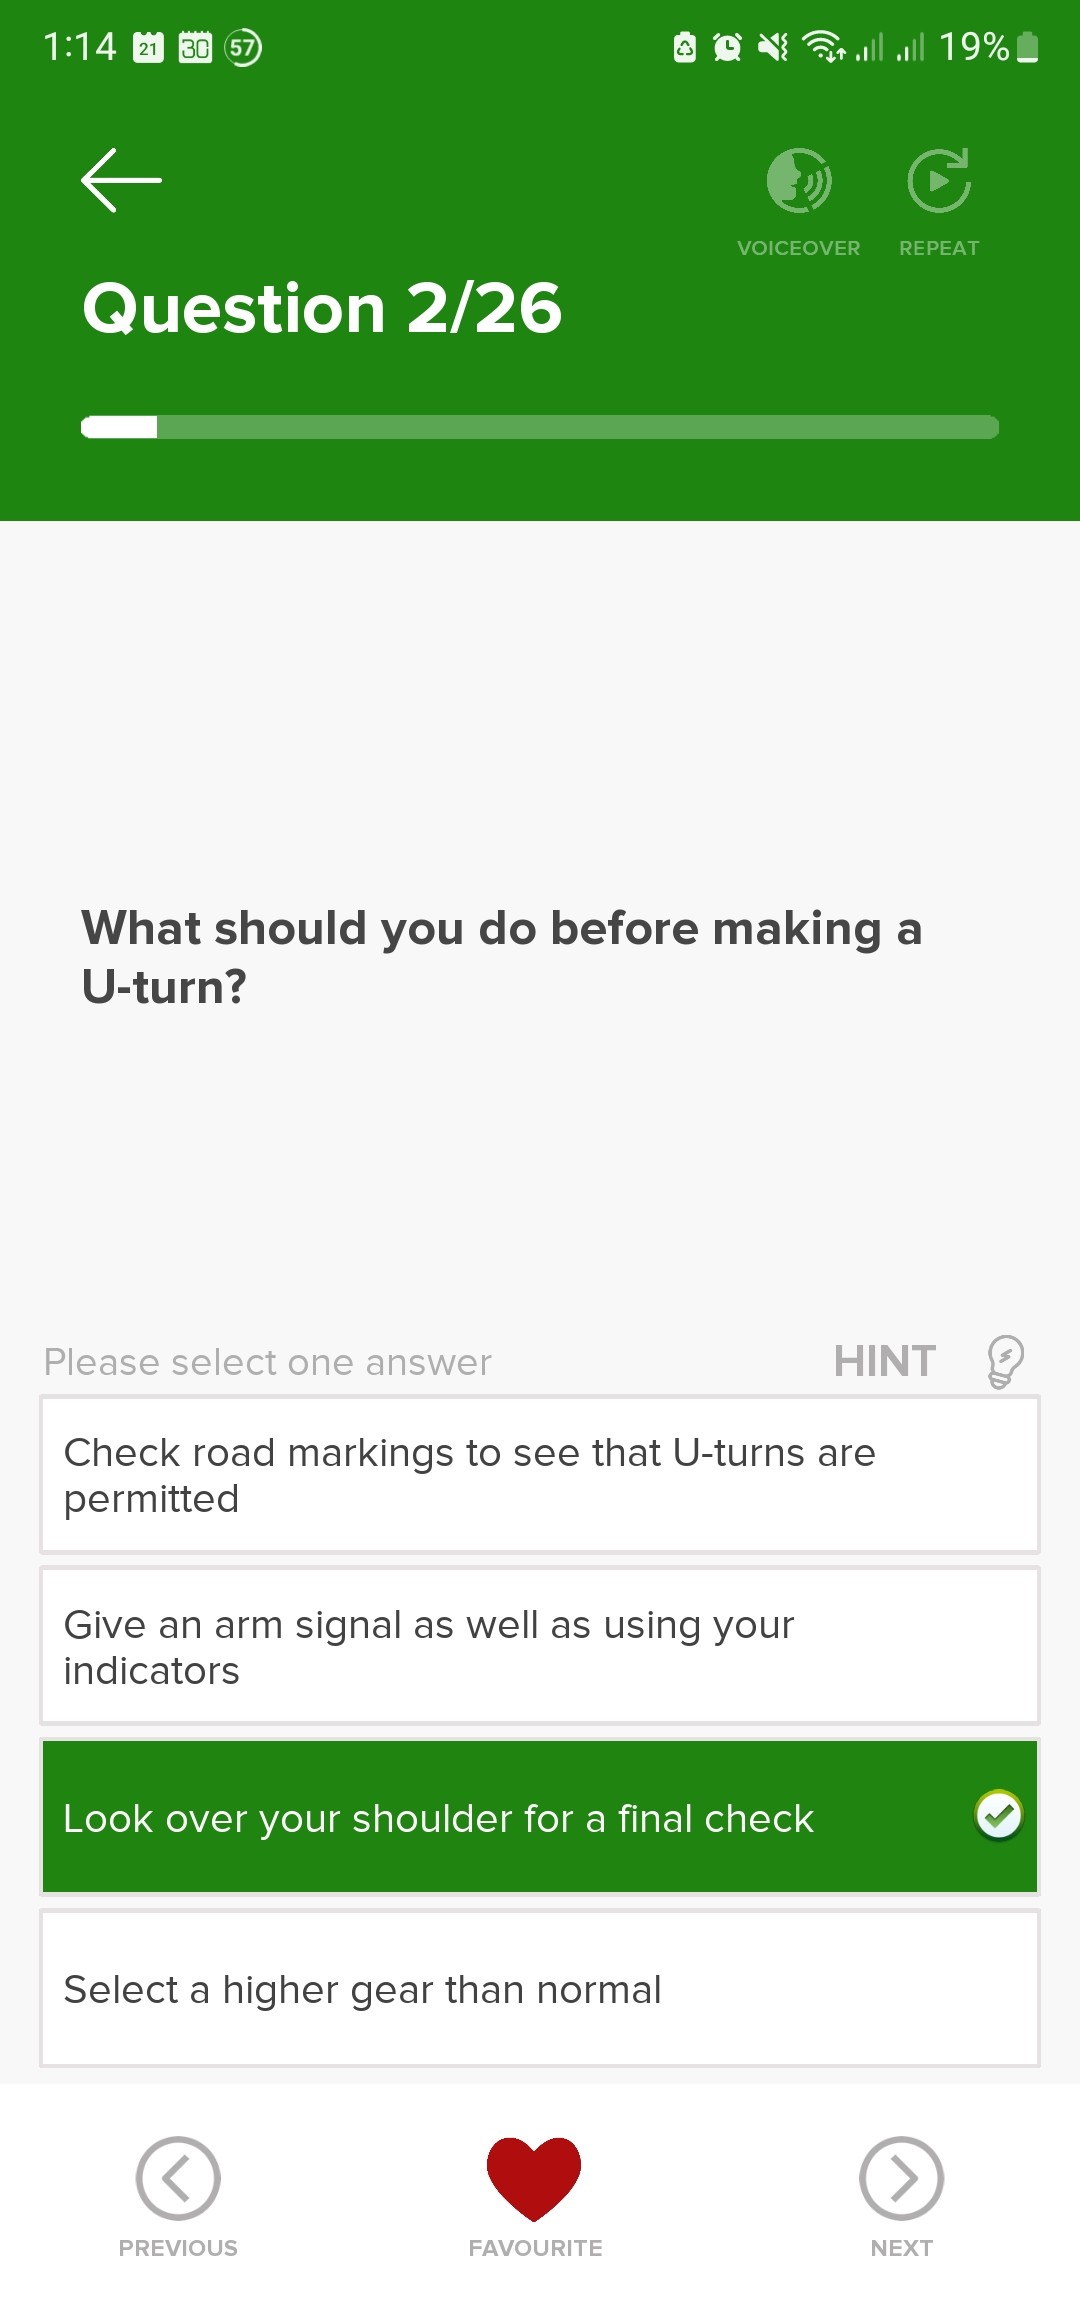 1:14 21 30 57 19%
VOICEOVER REPEAT
Question 2/26
What should you do before making a
U-turn?
Please select one answer HINT
Check road markings to see that U-turns are
permitted
Give an arm signal as well as using your
indicators
Look over your shoulder for a final check
Select a higher gear than normal
PREVIOUS FAVOURITE NEXT